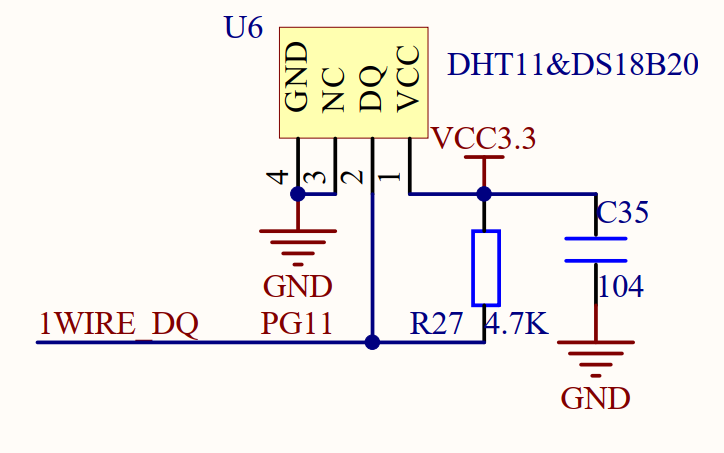 U6
GND
NC
DQ
VCC
DHT11&DS18B20
VCC3.3
4
3
2
1
C35
104
GND
1WIRE_DQ
PG11
R27
4.7K
GND